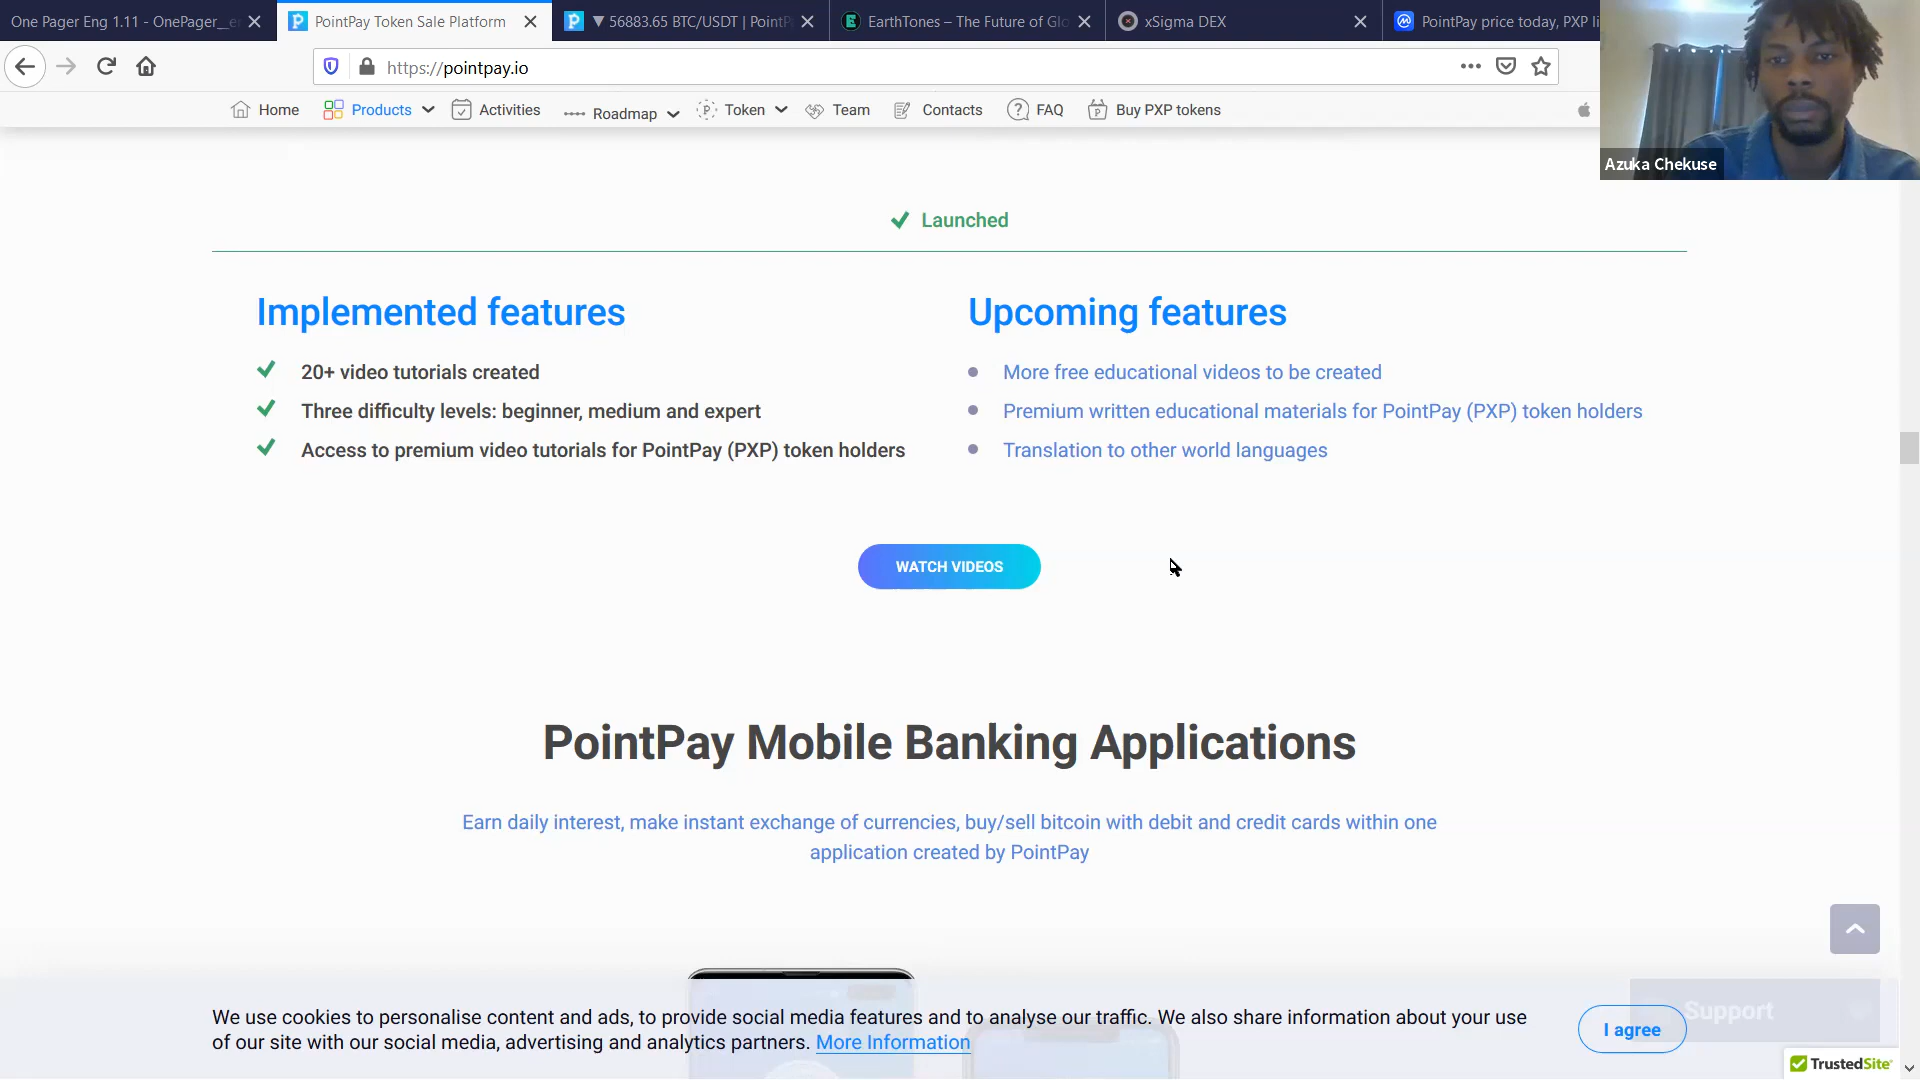 One Pager Eng 1.11 - OnePager_e
PointPay Token Sale Platform
▼ 56883.65 BTC/USDT | PointP
EarthTones – The Future of Glo
xSigma DEX
PointPay price today, PXP li
https://pointpay.io
Home
Products
Activities
Roadmap
Token
Team
Contacts
FAQ
Buy PXP tokens
Azuka Chekuse
Launched
Implemented features
20+ video tutorials created
Three difficulty levels: beginner, medium and expert
Access to premium video tutorials for PointPay (PXP) token holders
Upcoming features
More free educational videos to be created
Premium written educational materials for PointPay (PXP) token holders
Translation to other world languages
WATCH VIDEOS
PointPay Mobile Banking Applications
Earn daily interest, make instant exchange of currencies, buy/sell bitcoin with debit and credit cards within one
application created by PointPay
We use cookies to personalise content and ads, to provide social media features and to analyse our traffic. We also share information about your use
of our site with our social media, advertising and analytics partners. More Information
I agree
Support
TrustedSite